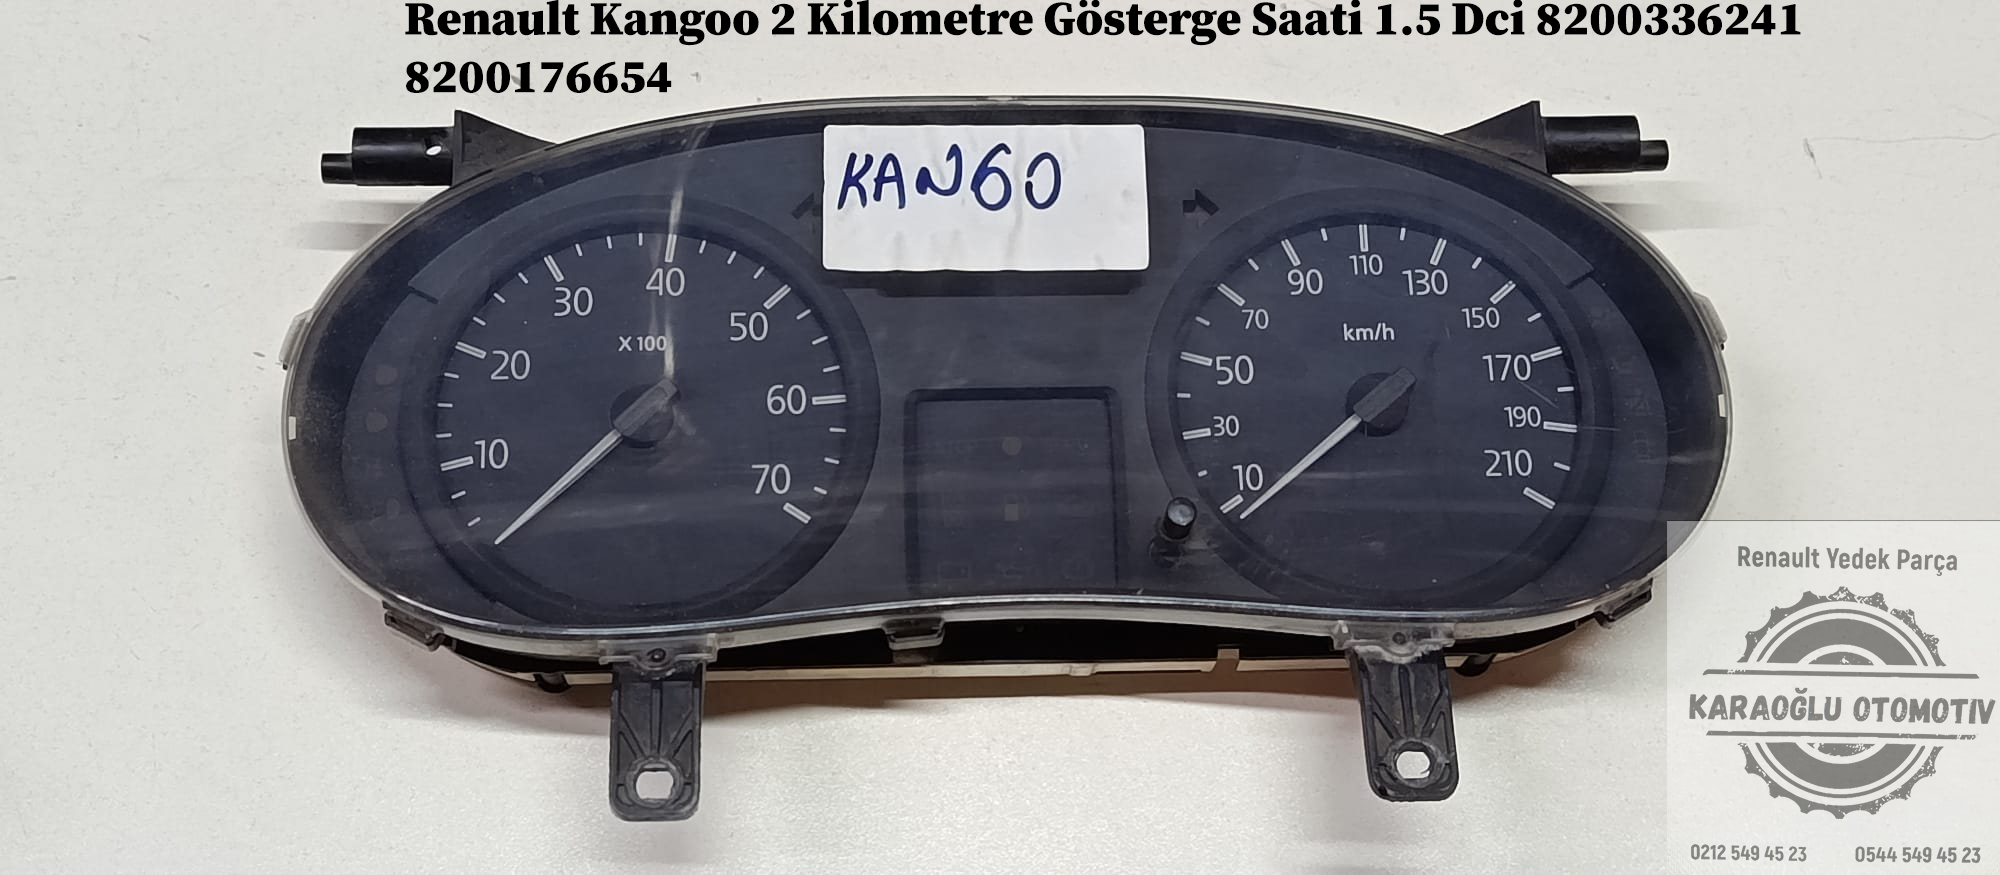 Renault Kangoo 2 Kilometre Gösterge Saati 1.5 Dci 8200336241
8200176654
KANGO
30 40 50
X 100
20 60
10 70
90 110 130
70 150
km/h
50 170
30 190
10 210
Renault Yedek Parça
KARAOĞLU OTOMOTIV
0212 549 45 23 0544 549 45 23